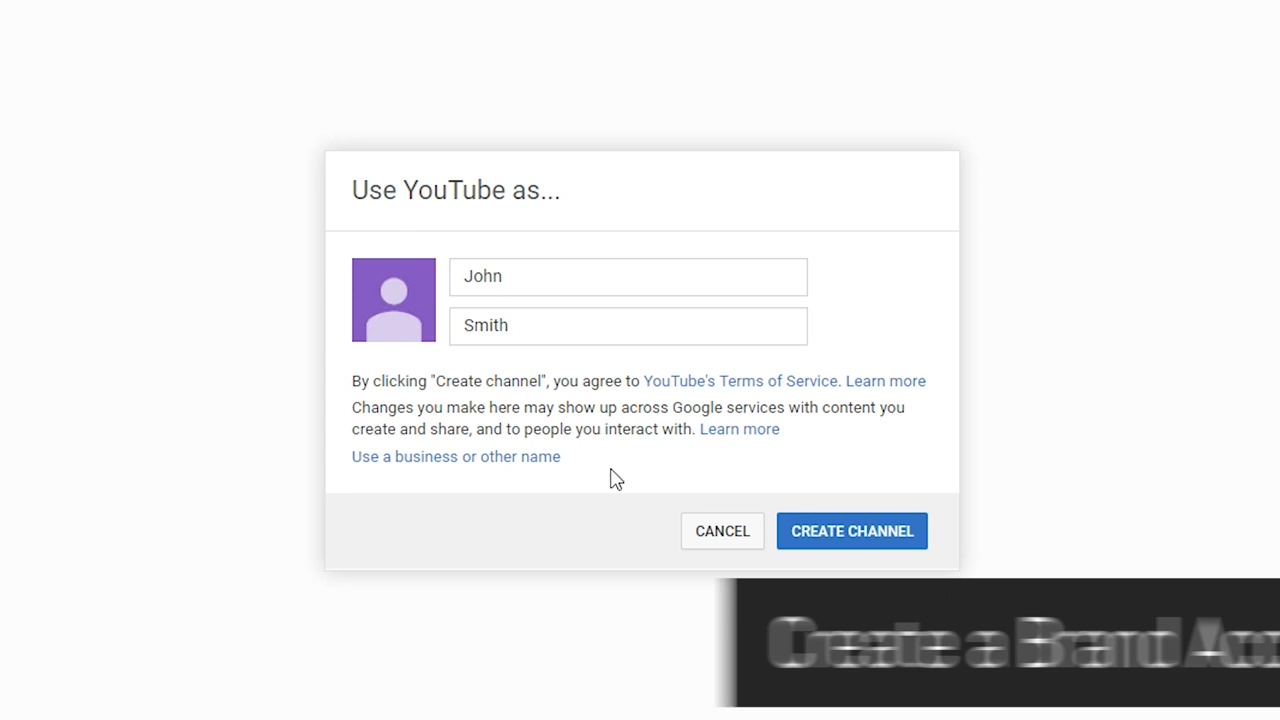 Use YouTube as...
John
Smith
By clicking "Create channel", you agree to YouTube's Terms of Service. Learn more
Changes you make here may show up across Google services with content you
create and share, and to people you interact with. Learn more
Use a business or other name
CANCEL CREATE CHANNEL
Create a Brand